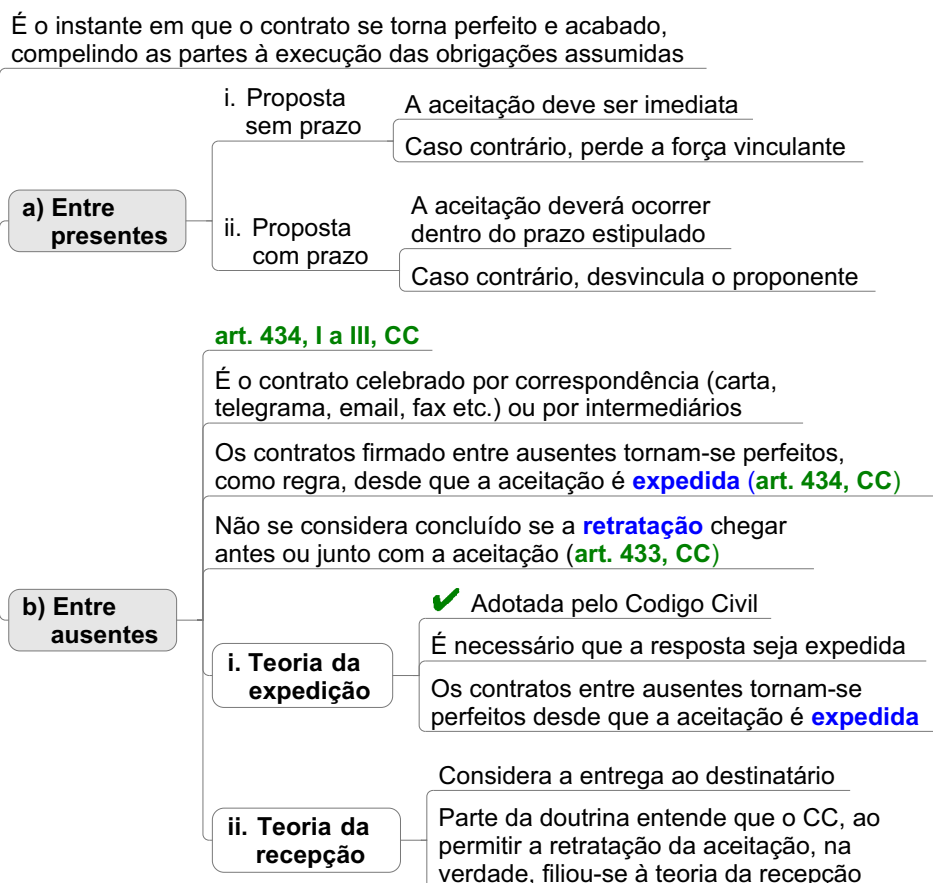 É o instante em que o contrato se torna perfeito e acabado,
compelindo as partes à execução das obrigações assumidas
a) Entre
presentes
i. Proposta
sem prazo
A aceitação deve ser imediata
Caso contrário, perde a força vinculante
ii. Proposta
com prazo
A aceitação deverá ocorrer
dentro do prazo estipulado
Caso contrário, desvincula o proponente
b) Entre
ausentes
art. 434, I a III, CC
É o contrato celebrado por correspondência (carta,
telegrama, email, fax etc.) ou por intermediários
Os contratos firmado entre ausentes tornam-se perfeitos,
como regra, desde que a aceitação é expedida (art. 434, CC)
Não se considera concluído se a retratação chegar
antes ou junto com a aceitação (art. 433, CC)
i. Teoria da
expedição
✔ Adotada pelo Codigo Civil
É necessário que a resposta seja expedida
Os contratos entre ausentes tornam-se
perfeitos desde que a aceitação é expedida
ii. Teoria da
recepção
Considera a entrega ao destinatário
Parte da doutrina entende que o CC, ao
permitir a retratação da aceitação, na
verdade, filiou-se à teoria da recepção